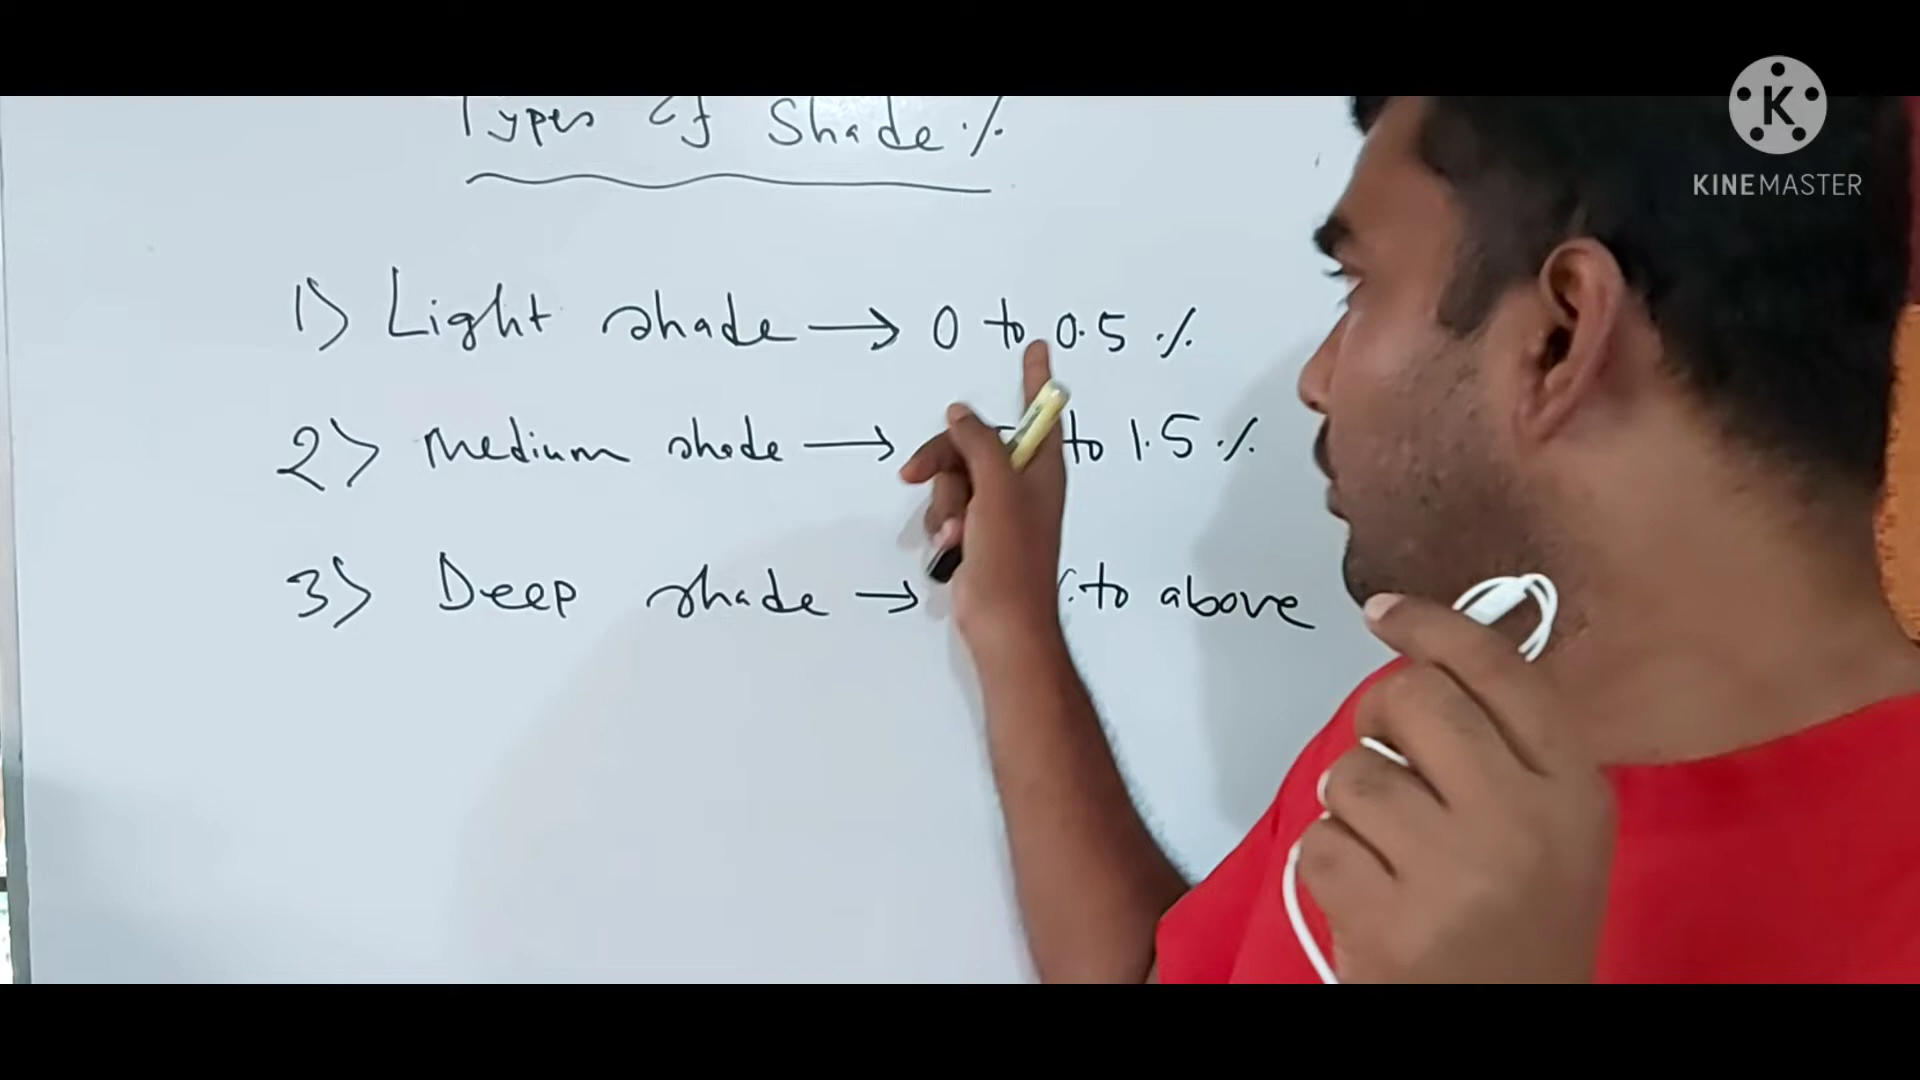 Types of Shade %
1) Light shade → 0 to 0.5 %
2) Medium shade → to 1.5 %
3) Deep shade → to above
K
KINEMASTER